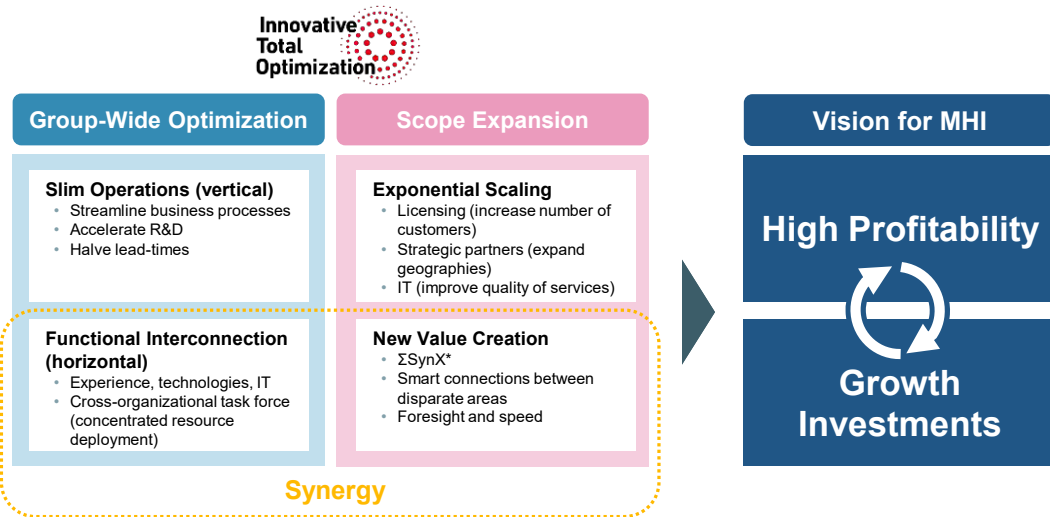 Innovative
Total
Optimization
Group-Wide Optimization
Slim Operations (vertical)
• Streamline business processes
• Accelerate R&D
• Halve lead-times
Functional Interconnection
(horizontal)
• Experience, technologies, IT
• Cross-organizational task force
(concentrated resource
deployment)
Scope Expansion
Exponential Scaling
• Licensing (increase number of
customers)
• Strategic partners (expand
geographies)
• IT (improve quality of services)
New Value Creation
• ΣSynX*
• Smart connections between
disparate areas
• Foresight and speed
Synergy
Vision for MHI
High Profitability
Growth
Investments